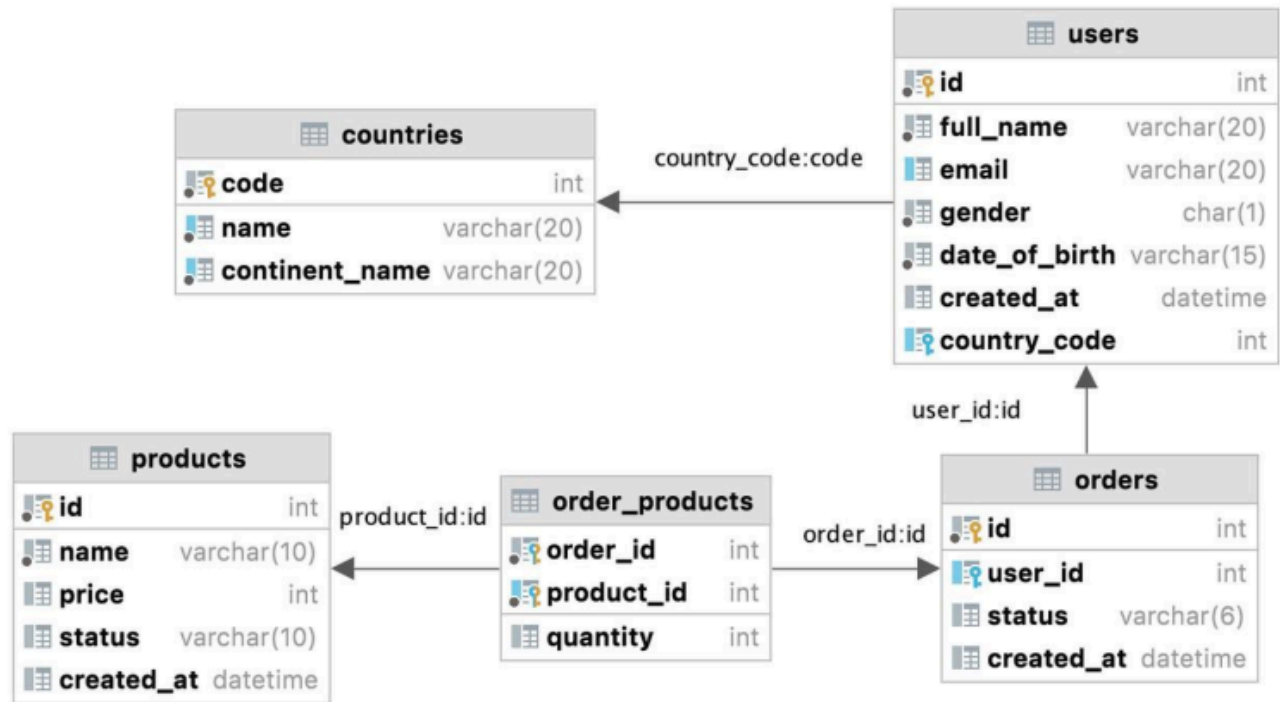 users
id int
full_name varchar(20)
email varchar(20)
gender char(1)
date_of_birth varchar(15)
created_at datetime
country_code int
countries
code int
name varchar(20)
continent_name varchar(20)
country_code:code
user_id:id
products
id int
name varchar(10)
price int
status varchar(10)
created_at datetime
product_id:id
order_products
order_id int
product_id int
quantity int
order_id:id
orders
id int
user_id int
status varchar(6)
created_at datetime